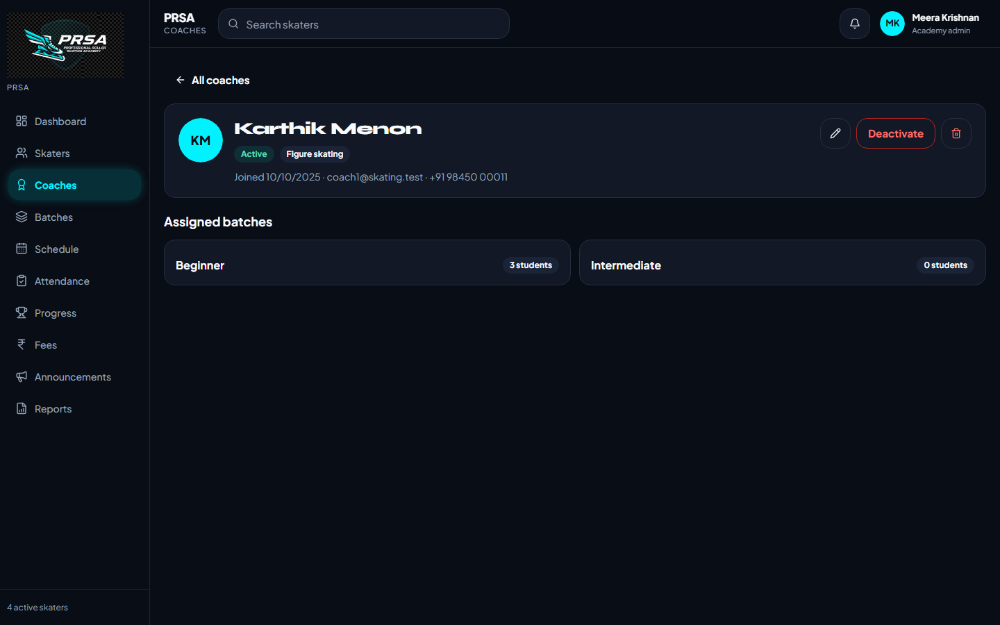 PRSA
PROFESSIONAL ROLLER
SKATING ACADEMY
PRSA
Dashboard
Skaters
Coaches
Batches
Schedule
Attendance
Progress
Fees
Announcements
Reports
4 active skaters
PRSA
COACHES
Search skaters
MK
Meera Krishnan
Academy admin
All coaches
KM
Karthik Menon
Active
Figure skating
Joined 10/10/2025 · coach1@skating.test · +91 98450 00011
Deactivate
Assigned batches
Beginner
3 students
Intermediate
0 students